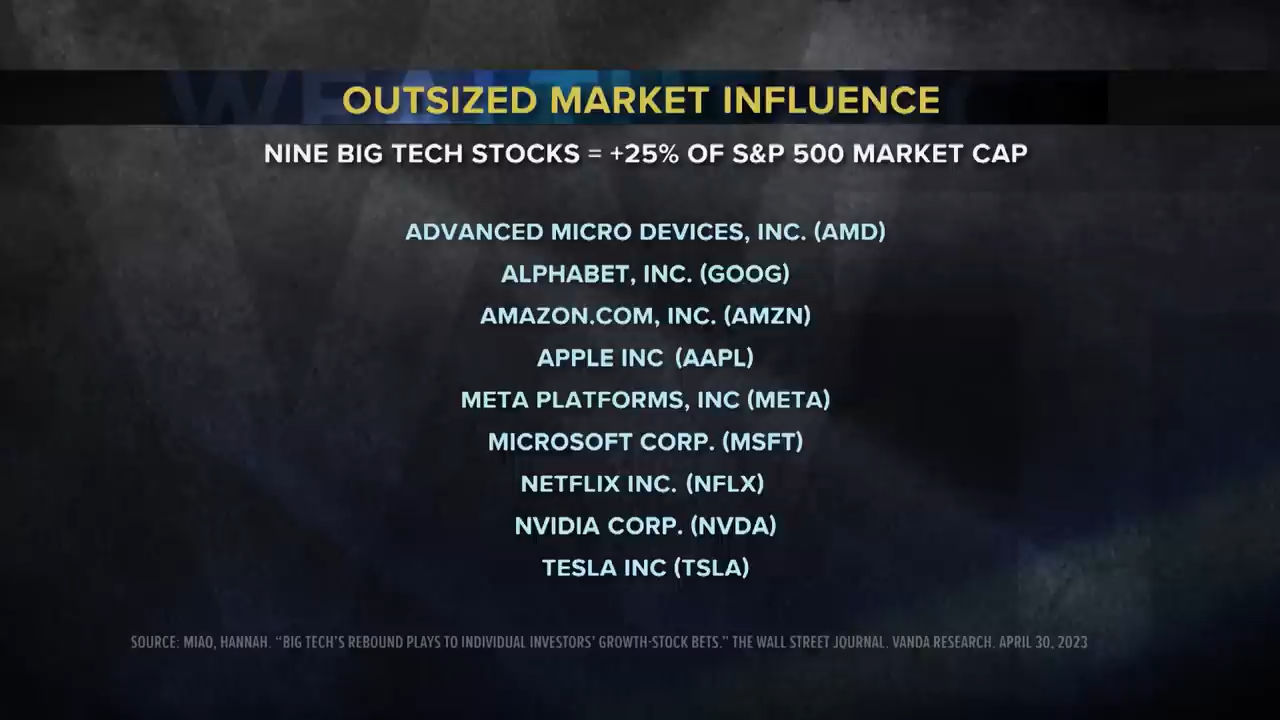 OUTSIZED MARKET INFLUENCE
NINE BIG TECH STOCKS = +25% OF S&P 500 MARKET CAP
ADVANCED MICRO DEVICES, INC. (AMD)
ALPHABET, INC. (GOOG)
AMAZON.COM, INC. (AMZN)
APPLE INC (AAPL)
META PLATFORMS, INC (META)
MICROSOFT CORP. (MSFT)
NETFLIX INC. (NFLX)
NVIDIA CORP. (NVDA)
TESLA INC (TSLA)
SOURCE: MIAO, HANNAH. “BIG TECH’S REBOUND PLAYS TO INDIVIDUAL INVESTORS’ GROWTH-STOCK BETS.” THE WALL STREET JOURNAL. VANDA RESEARCH. APRIL 30, 2023